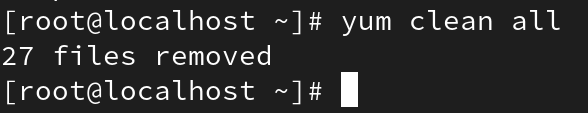 [root@localhost ~]# yum clean all
27 files removed
[root@localhost ~]#